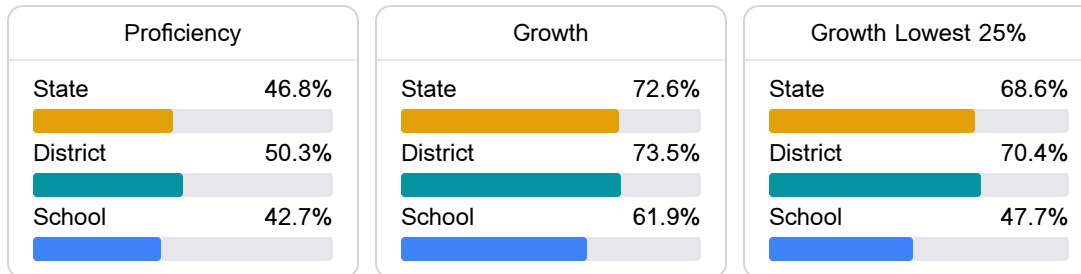 Proficiency
State 46.8%
District 50.3%
School 42.7%
Growth
State 72.6%
District 73.5%
School 61.9%
Growth Lowest 25%
State 68.6%
District 70.4%
School 47.7%